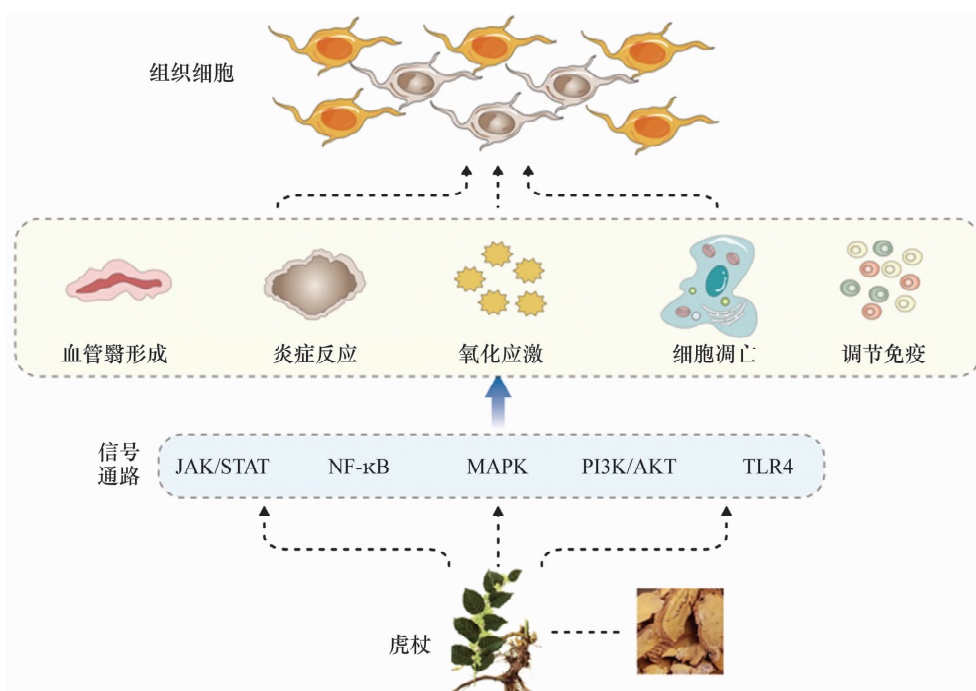 组织细胞
血管翳形成 炎症反应 氧化应激 细胞凋亡 调节免疫
信号
通路
JAK/STAT NF-κB MAPK PI3K/AKT TLR4
虎杖